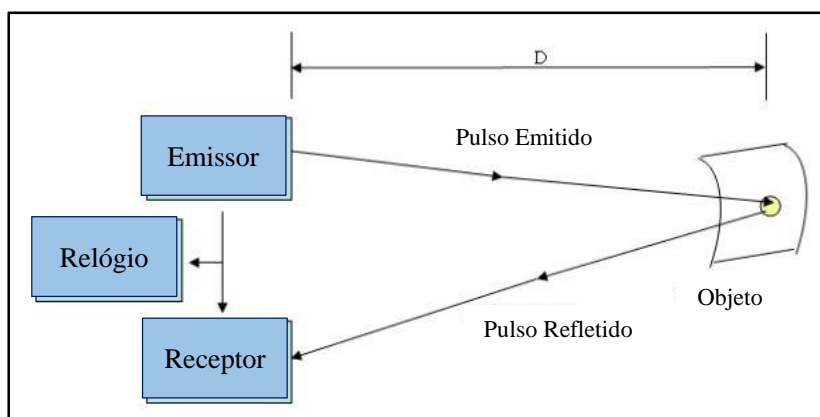 D
Pulso Emitido
Emissor
Relógio
Objeto
Pulso Refletido
Receptor